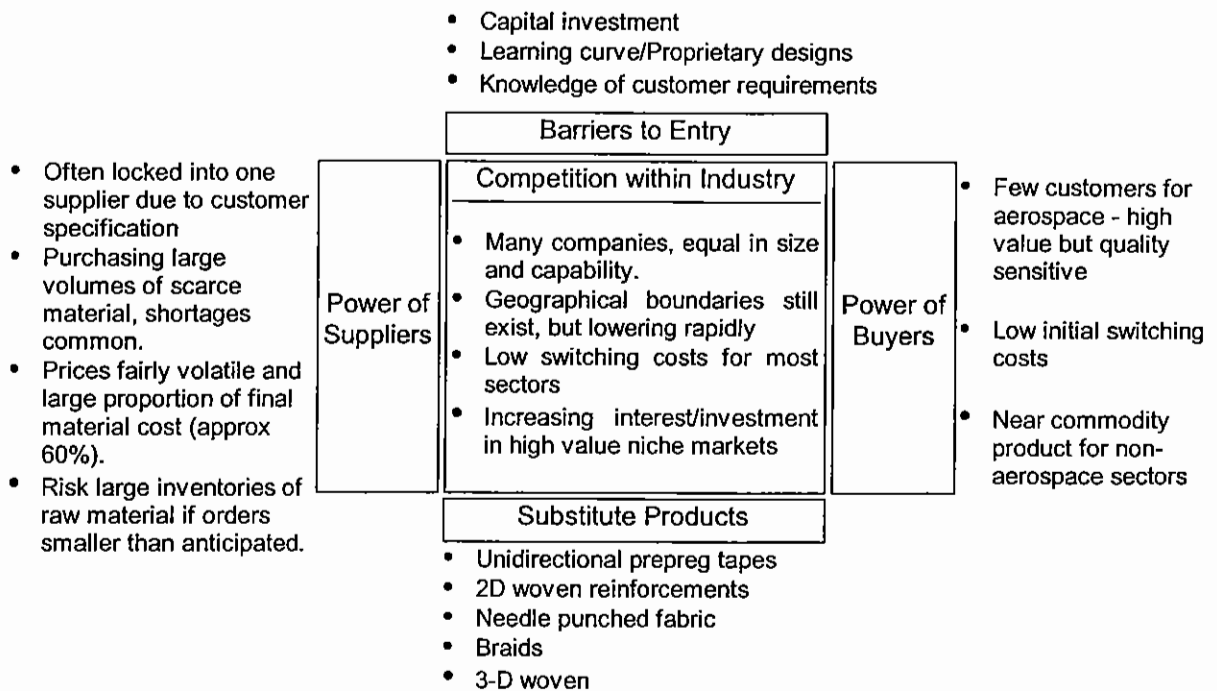 • Capital investment
• Learning curve/Proprietary designs
• Knowledge of customer requirements
Barriers to Entry
• Often locked into one
supplier due to customer
specification
• Purchasing large
volumes of scarce
material, shortages
common.
• Prices fairly volatile and
large proportion of final
material cost (approx
60%).
• Risk large inventories of
raw material if orders
smaller than anticipated.
Power of
Suppliers
Competition within Industry
• Many companies, equal in size
and capability.
• Geographical boundaries still
exist, but lowering rapidly
• Low switching costs for most
sectors
• Increasing interest/investment
in high value niche markets
Power of
Buyers
• Few customers for
aerospace - high
value but quality
sensitive
• Low initial switching
costs
• Near commodity
product for non-
aerospace sectors
Substitute Products
• Unidirectional prepreg tapes
• 2D woven reinforcements
• Needle punched fabric
• Braids
• 3-D woven